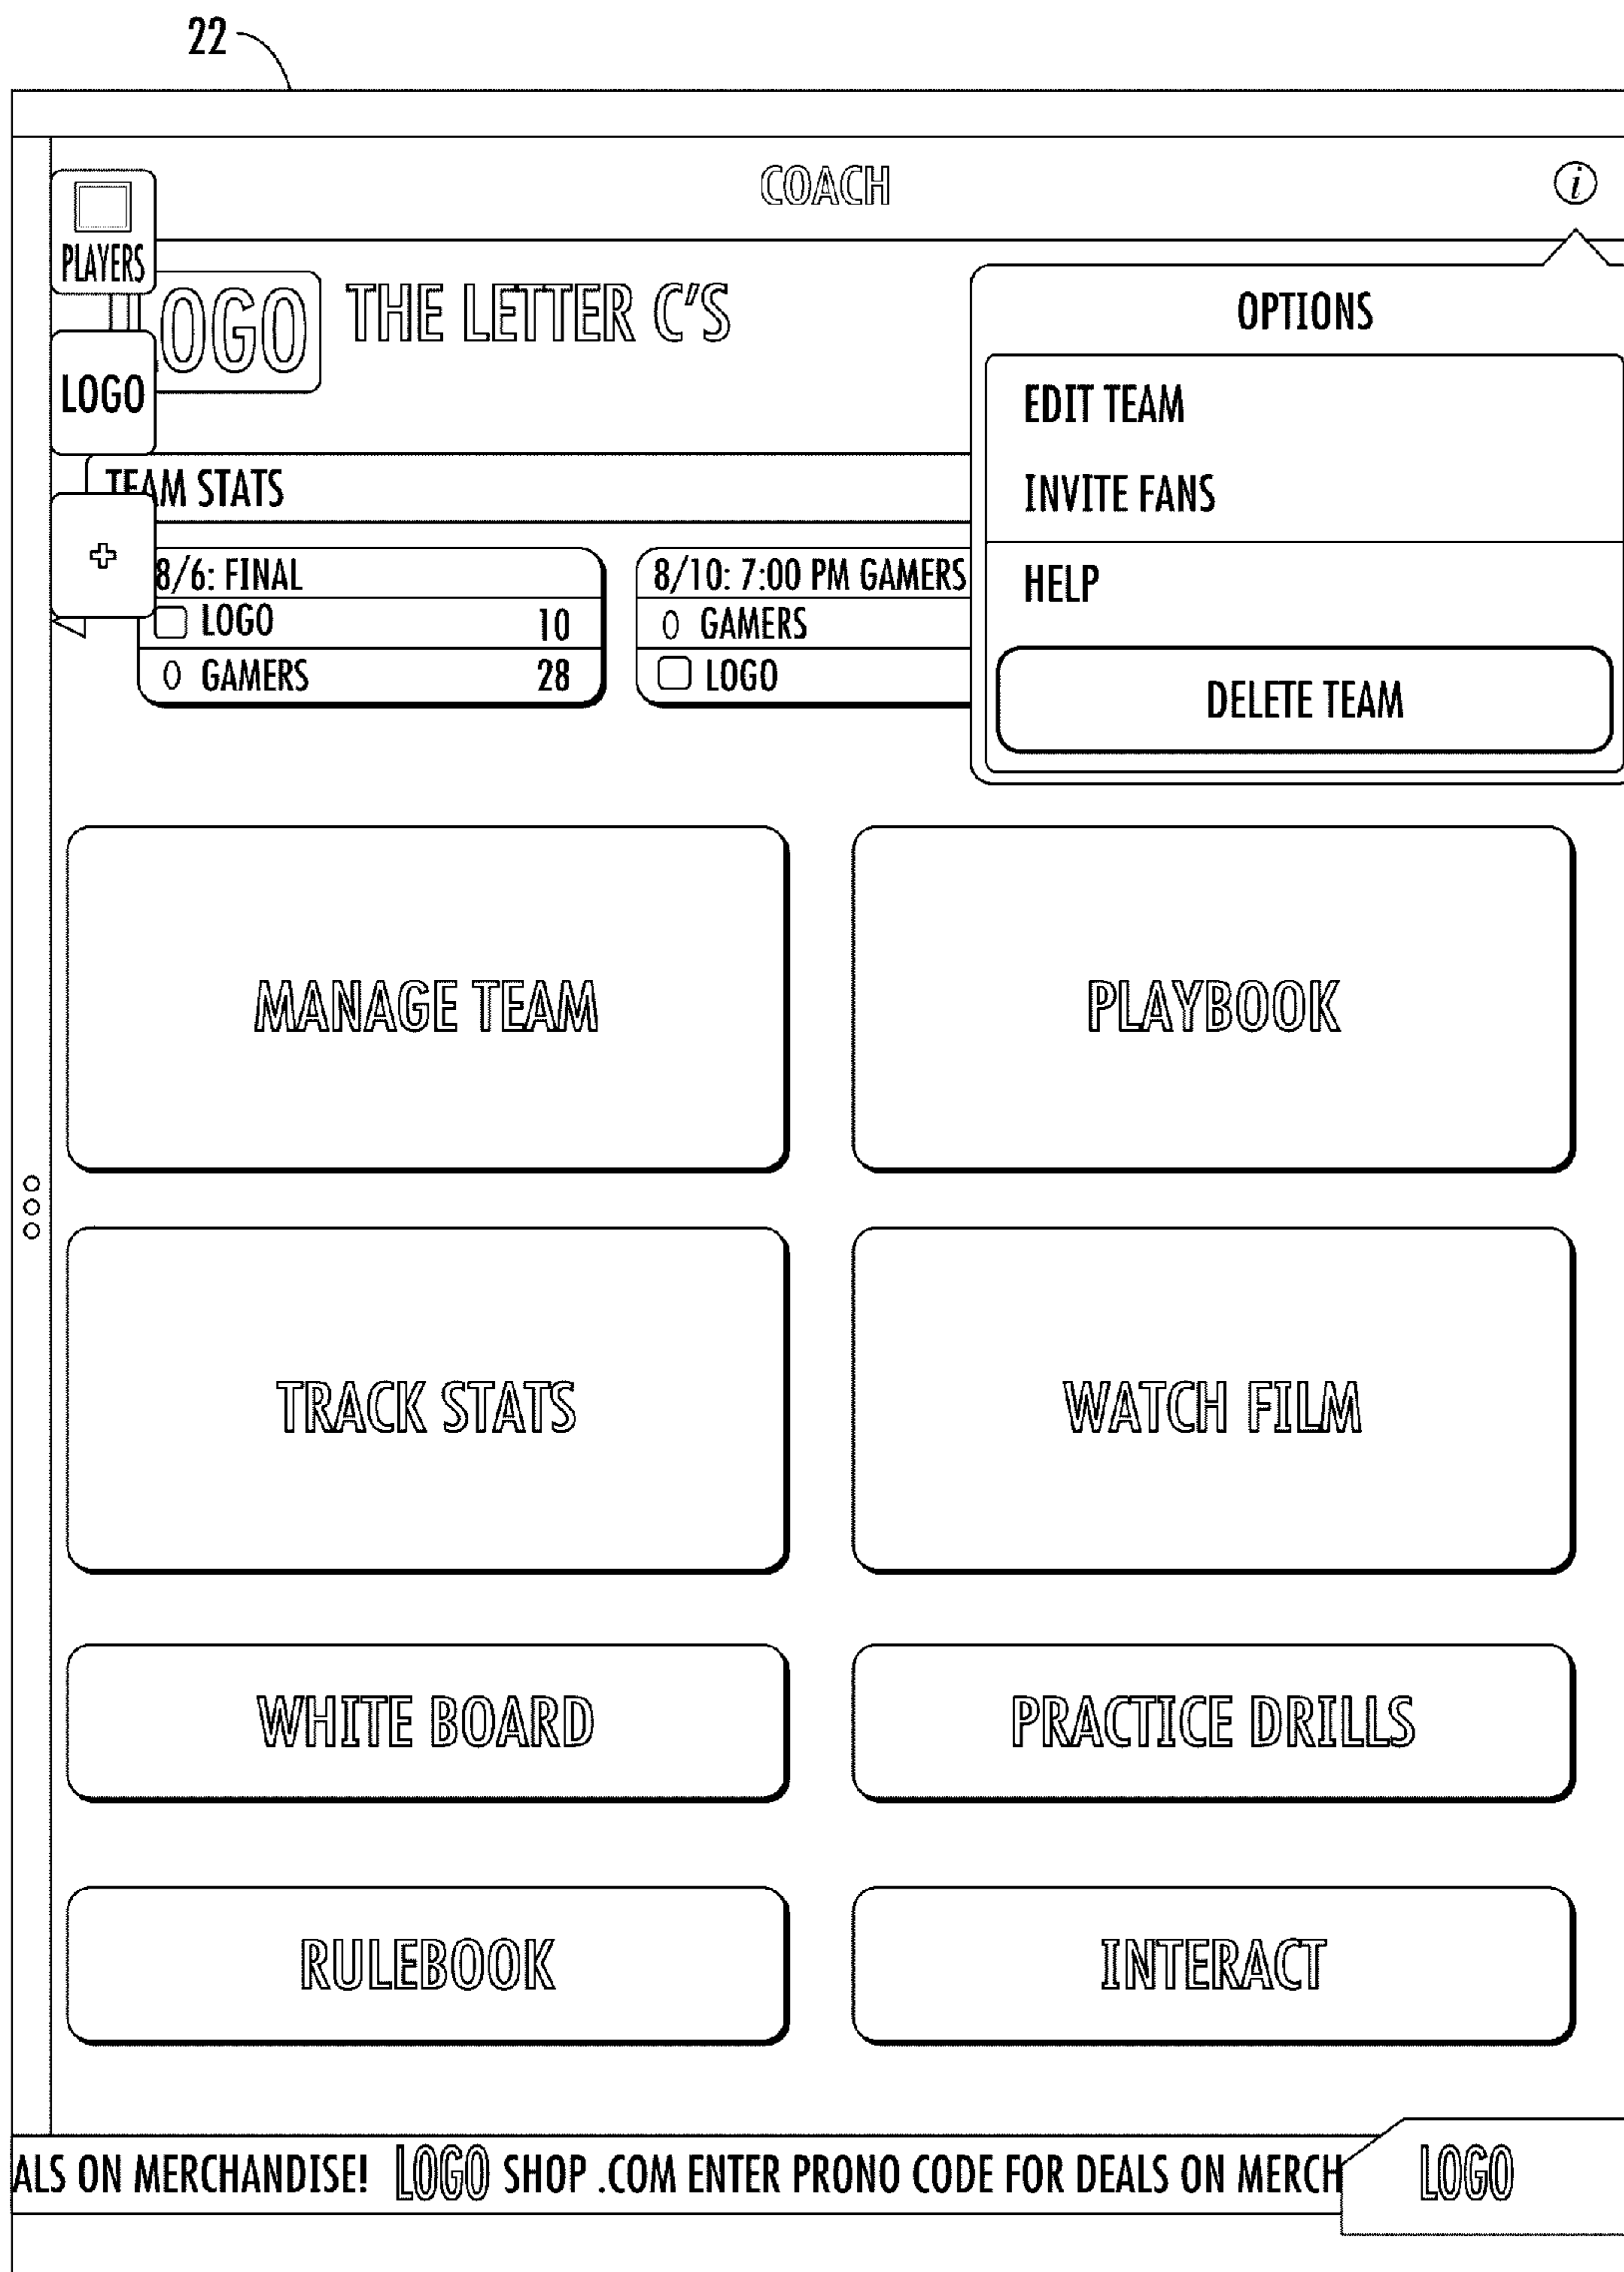 22
COACH
i
PLAYERS
OGO THE LETTER C'S
LOGO
OPTIONS
EDIT TEAM
INVITE FANS
HELP
DELETE TEAM
TEAM STATS
+
8/6: FINAL
LOGO 10
GAMERS 28
8/10: 7:00 PM GAMERS
GAMERS
LOGO
MANAGE TEAM
PLAYBOOK
TRACK STATS
WATCH FILM
WHITE BOARD
PRACTICE DRILLS
RULEBOOK
INTERACT
ALS ON MERCHANDISE! LOGO SHOP .COM ENTER PRONO CODE FOR DEALS ON MERCH
LOGO